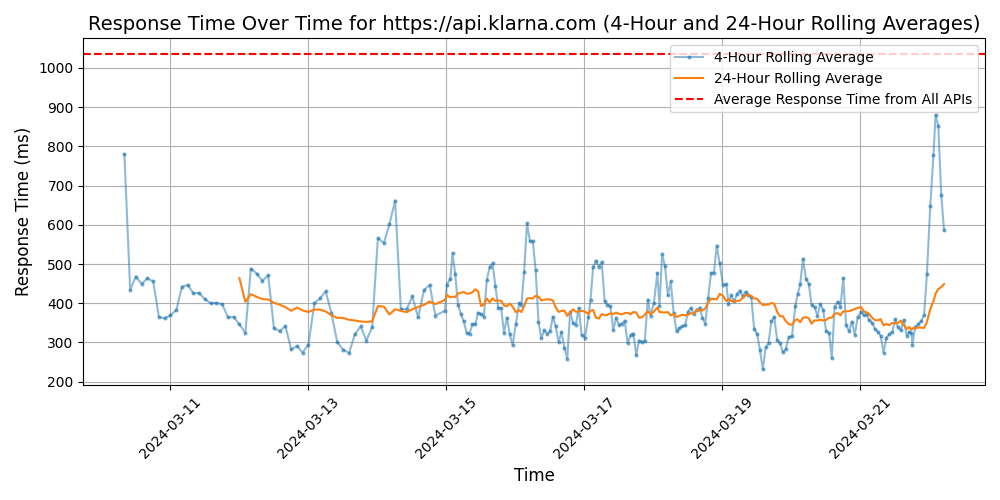 Response Time Over Time for https://api.klarna.com (4-Hour and 24-Hour Rolling Averages)
4-Hour Rolling Average
24-Hour Rolling Average
Average Response Time from All APIs
Response Time (ms)
1000
900
800
700
600
500
400
300
200
2024-03-11
2024-03-13
2024-03-15
2024-03-17
2024-03-19
2024-03-21
Time